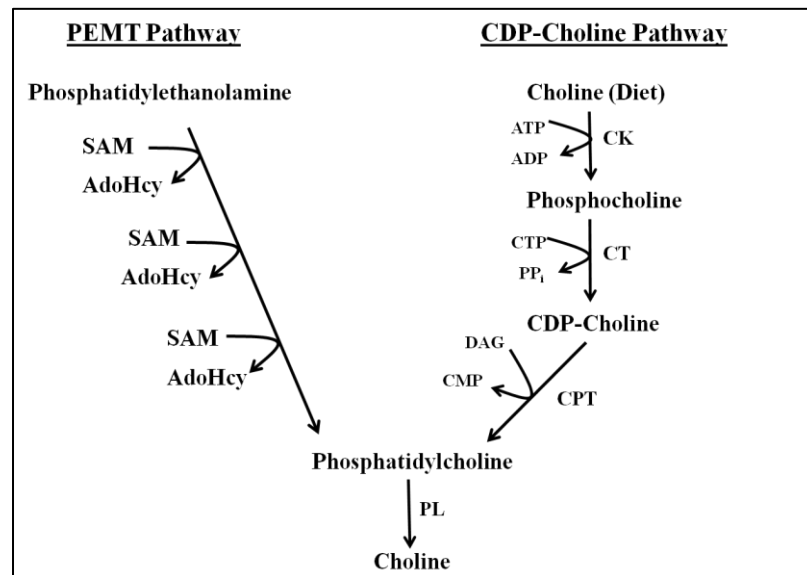 PEMT Pathway
Phosphatidylethanolamine
SAM
AdoHcy
SAM
AdoHcy
SAM
AdoHcy
CDP-Choline Pathway
Choline (Diet)
ATP
CK
ADP
Phosphocholine
CTP
CT
PPi
CDP-Choline
DAG
CMP
CPT
Phosphatidylcholine
PL
Choline